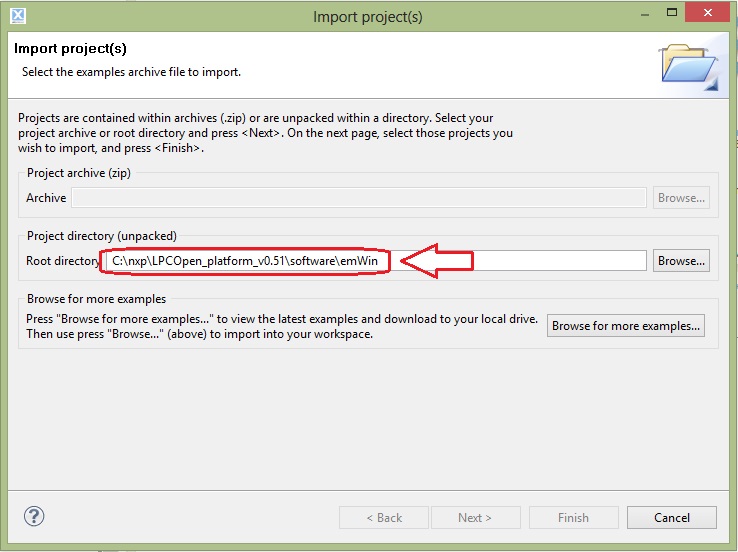 Import project(s)
Import project(s)
Select the examples archive file to import.
Projects are contained within archives (.zip) or are unpacked within a directory. Select your
project archive or root directory and press <Next>. On the next page, select those projects you
wish to import, and press <Finish>.
Project archive (zip)
Archive
Browse...
Project directory (unpacked)
Root directory
C:\nxp\LPCOpen_platform_v0.51\software\emWin
Browse...
Browse for more examples
Press "Browse for more examples..." to view the latest examples and download to your local drive.
Then use press "Browse..." (above) to import into your workspace.
Browse for more examples...
?
< Back
Next >
Finish
Cancel